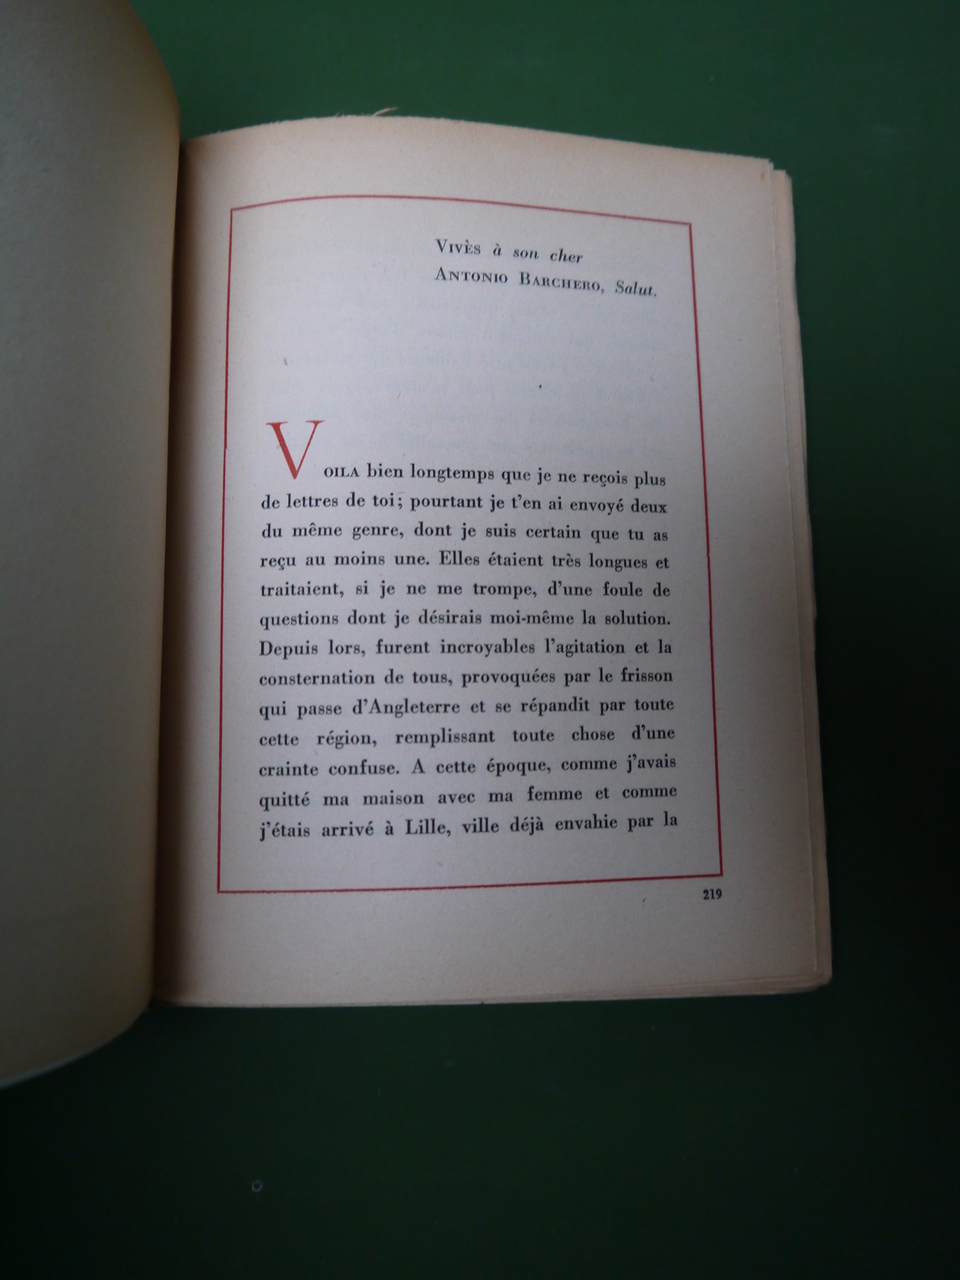 Vivès à son cher
Antonio Barchero, Salut.
Voila bien longtemps que je ne reçois plus
de lettres de toi; pourtant je t'en ai envoyé deux
du même genre, dont je suis certain que tu as
reçu au moins une. Elles étaient très longues et
traitaient, si je ne me trompe, d'une foule de
questions dont je désirais moi-même la solution.
Depuis lors, furent incroyables l'agitation et la
consternation de tous, provoquées par le frisson
qui passe d'Angleterre et se répandit par toute
cette région, remplissant toute chose d'une
crainte confuse. A cette époque, comme j'avais
quitté ma maison avec ma femme et comme
j'étais arrivé à Lille, ville déjà envahie par la
219